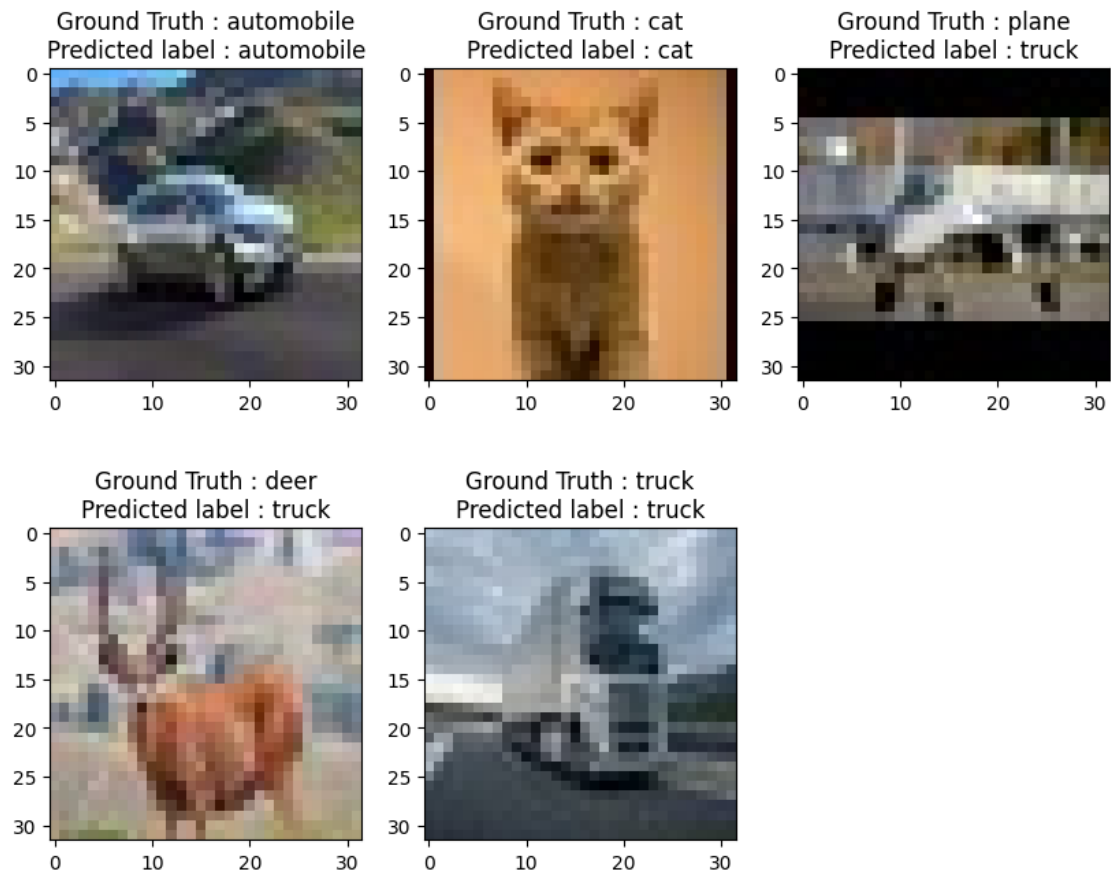 Ground Truth : automobile
Predicted label : automobile
Ground Truth : cat
Predicted label : cat
Ground Truth : plane
Predicted label : truck
0
5
10
15
20
25
30
0 10 20 30
0
5
10
15
20
25
30
0 10 20 30
0
5
10
15
20
25
30
0 10 20 30
Ground Truth : deer
Predicted label : truck
Ground Truth : truck
Predicted label : truck
0
5
10
15
20
25
30
0 10 20 30
0
5
10
15
20
25
30
0 10 20 30